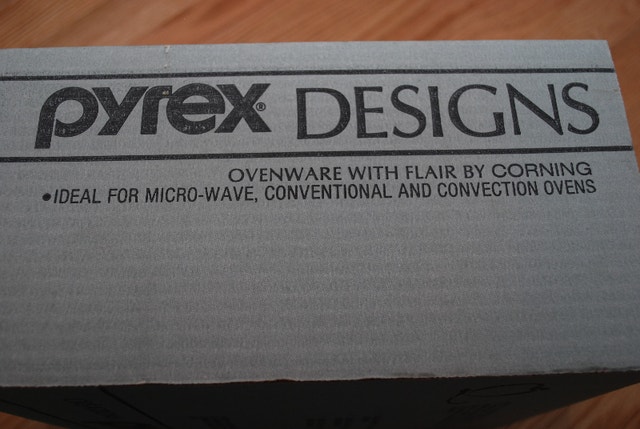 pyrex® DESIGNS
OVENWARE WITH FLAIR BY CORNING
•IDEAL FOR MICRO-WAVE, CONVENTIONAL AND CONVECTION OVENS